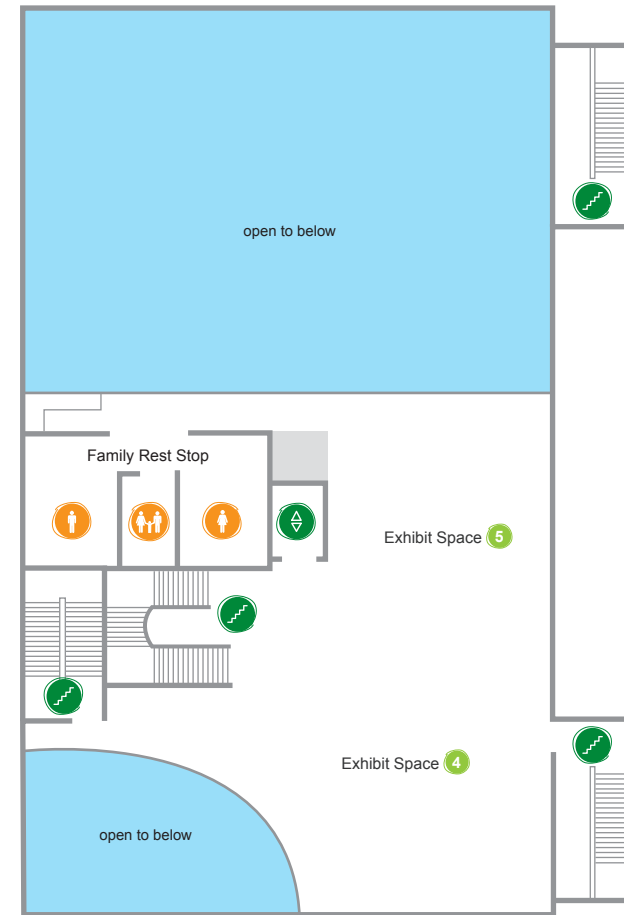 open to below
Family Rest Stop
Exhibit Space 5
Exhibit Space 4
open to below